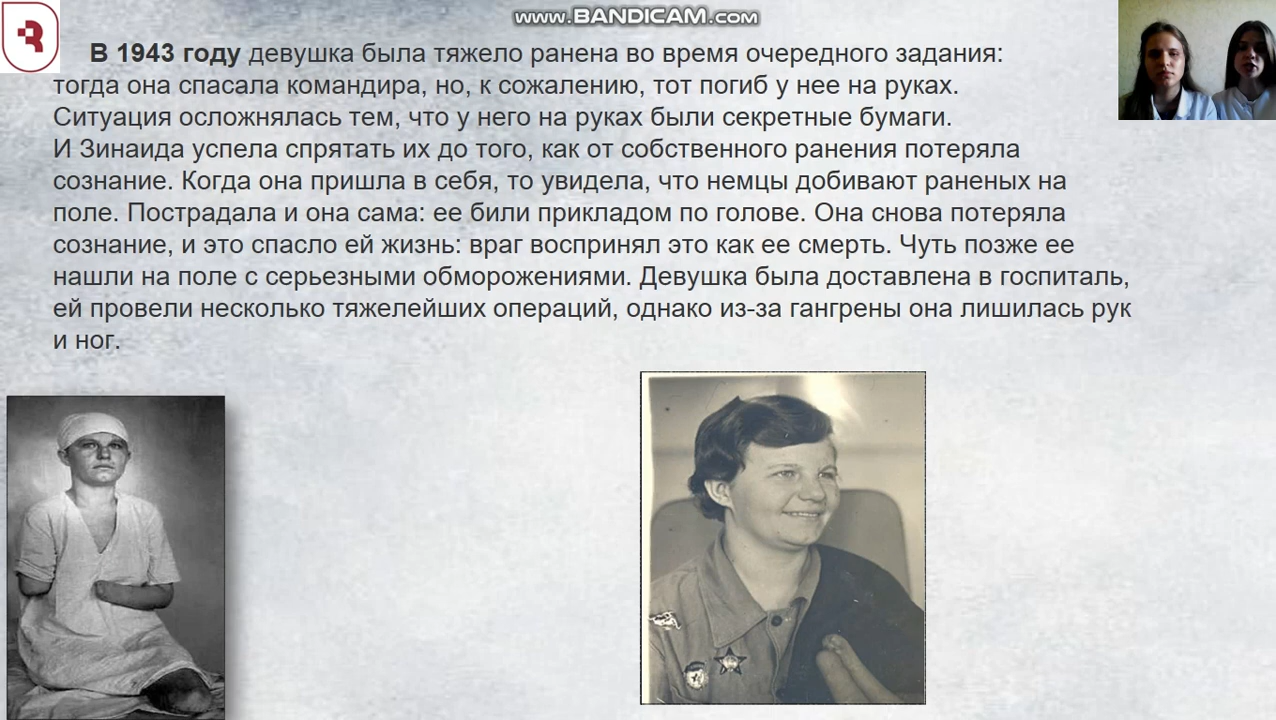 www.BANDICAM.com
В 1943 году девушка была тяжело ранена во время очередного задания:
тогда она спасала командира, но, к сожалению, тот погиб у нее на руках.
Ситуация осложнялась тем, что у него на руках были секретные бумаги.
И Зинаида успела спрятать их до того, как от собственного ранения потеряла
сознание. Когда она пришла в себя, то увидела, что немцы добивают раненых на
поле. Пострадала и она сама: ее били прикладом по голове. Она снова потеряла
сознание, и это спасло ей жизнь: враг воспринял это как ее смерть. Чуть позже ее
нашли на поле с серьезными обморожениями. Девушка была доставлена в госпиталь,
ей провели несколько тяжелейших операций, однако из-за гангрены она лишилась рук
и ног.